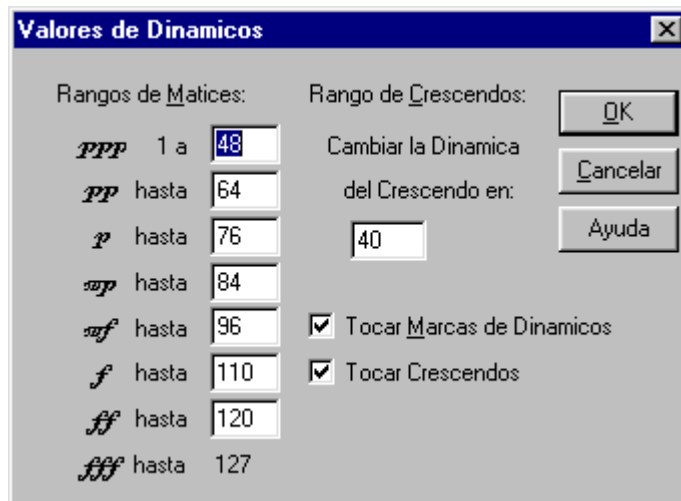 Valores de Dinamicos
Rangos de Matices:
ppp 1 a 48
pp hasta 64
p hasta 76
mp hasta 84
mf hasta 96
f hasta 110
ff hasta 120
fff hasta 127
Rango de Crescendos:
Cambiar la Dinamica
del Crescendo en:
40
Tocar Marcas de Dinamicos
Tocar Crescendos
OK
Cancelar
Ayuda